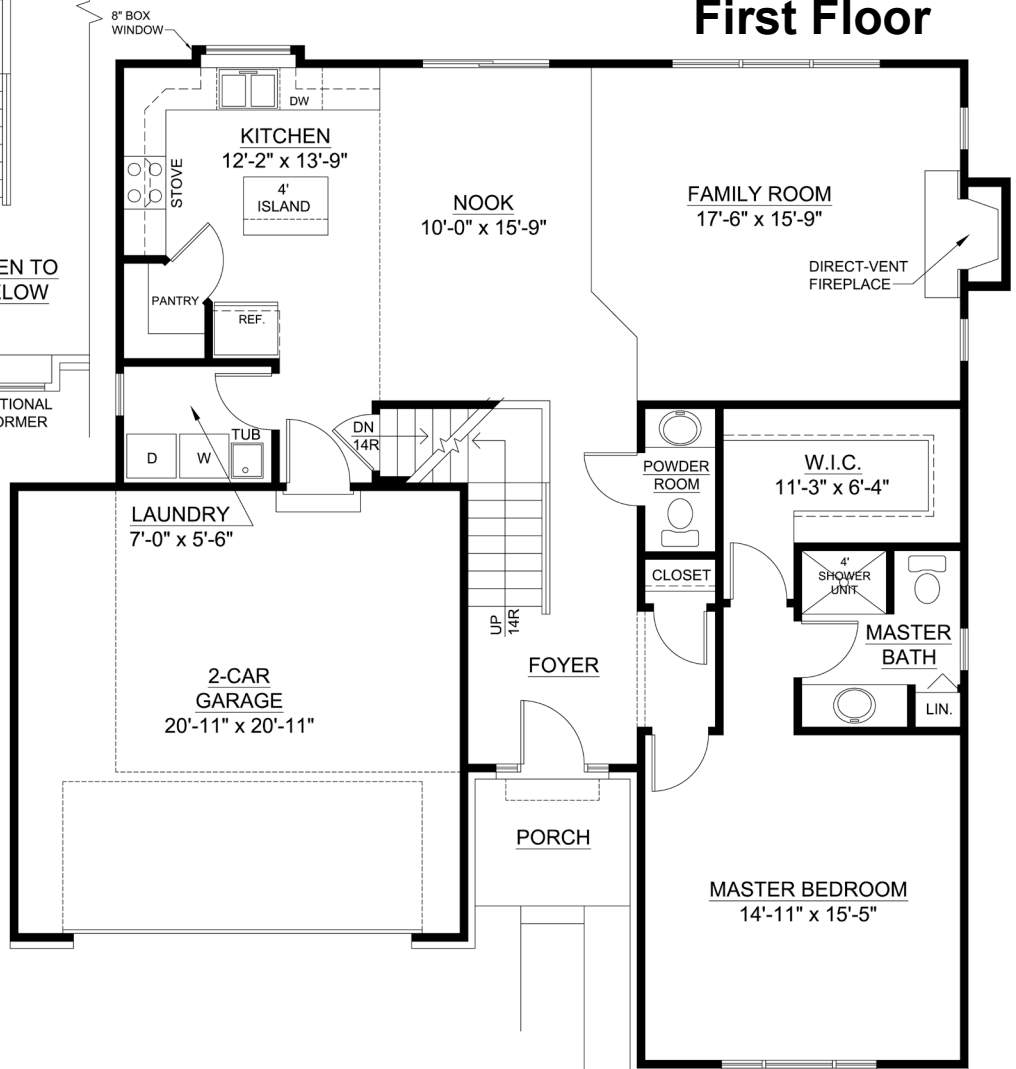 First Floor
8" BOX
WINDOW
DW
KITCHEN
12'-2" x 13'-9"
STOVE
4'
ISLAND
NOOK
10'-0" x 15'-9"
FAMILY ROOM
17'-6" x 15'-9"
DIRECT-VENT
FIREPLACE
EN TO
LOW
PANTRY
REF.
TIONAL
ORMER
TUB
D
W
DN
14R
LAUNDRY
7'-0" x 5'-6"
POWDER
ROOM
W.I.C.
11'-3" x 6'-4"
CLOSET
4'
SHOWER
UNIT
UP
14R
MASTER
BATH
FOYER
LIN.
2-CAR
GARAGE
20'-11" x 20'-11"
PORCH
MASTER BEDROOM
14'-11" x 15'-5"